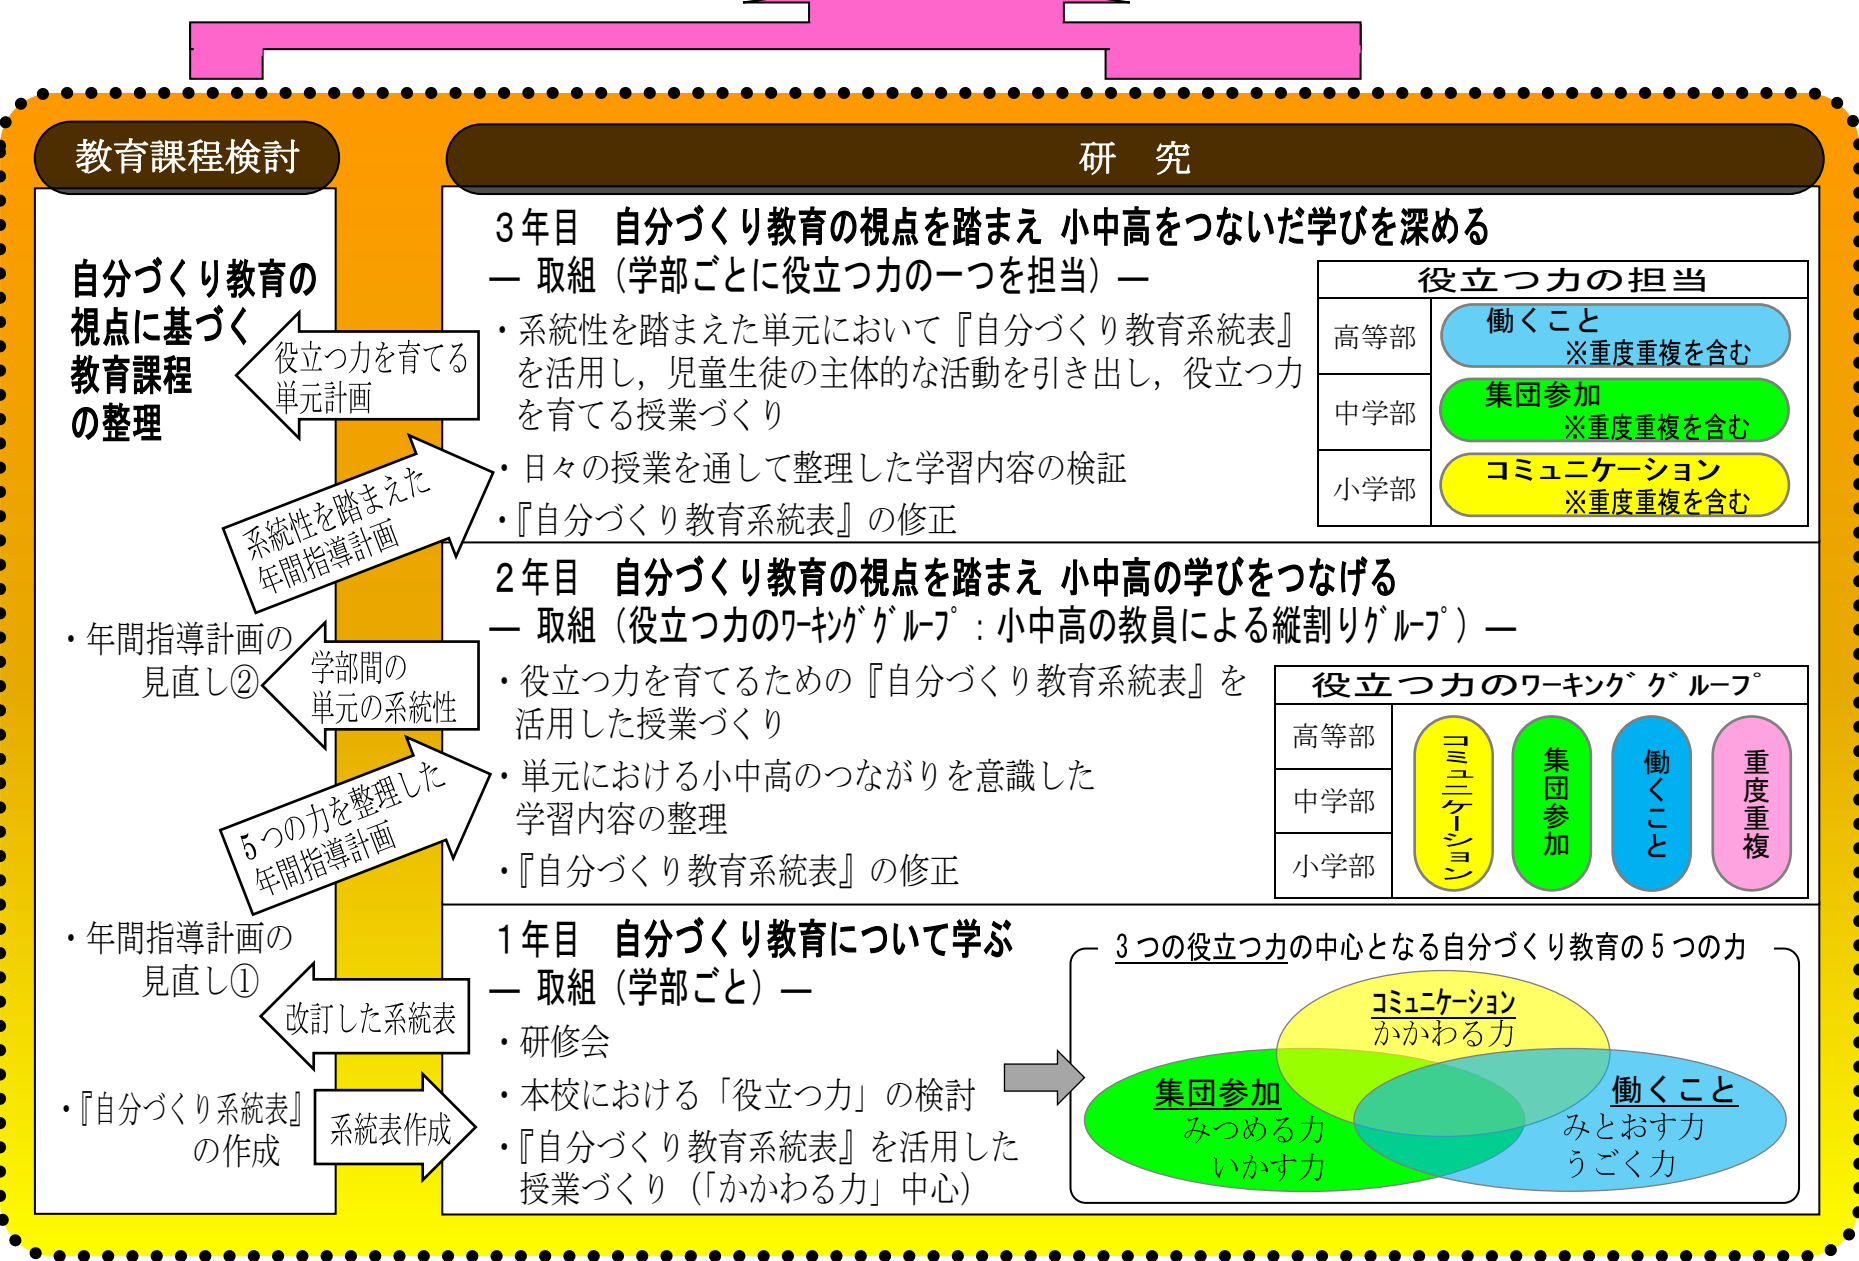 教育課程検討
研　究
自分づくり教育の
視点に基づく
教育課程
の整理
役立つ力を育てる
単元計画
系統性を踏まえた
年間指導計画
・年間指導計画の
見直し②
学部間の
単元の系統性
5つの力を整理した
年間指導計画
・年間指導計画の
見直し①
改訂した系統表
・『自分づくり系統表』
の作成
系統表作成
3年目　自分づくり教育の視点を踏まえ 小中高をつないだ学びを深める
― 取組（学部ごとに役立つ力の一つを担当）―
・系統性を踏まえた単元において『自分づくり教育系統表』
を活用し，児童生徒の主体的な活動を引き出し，役立つ力
を育てる授業づくり
・日々の授業を通して整理した学習内容の検証
・『自分づくり教育系統表』の修正
役立つ力の担当
高等部
働くこと
※重度重複を含む
中学部
集団参加
※重度重複を含む
小学部
コミュニケーション
※重度重複を含む
2年目　自分づくり教育の視点を踏まえ 小中高の学びをつなげる
― 取組（役立つ力のﾜｰｷﾝｸﾞｸﾞﾙｰﾌﾟ：小中高の教員による縦割りｸﾞﾙｰﾌﾟ）―
・役立つ力を育てるための『自分づくり教育系統表』を
活用した授業づくり
・単元における小中高のつながりを意識した
学習内容の整理
・『自分づくり教育系統表』の修正
役立つ力のﾜｰｷﾝｸﾞｸﾞﾙｰﾌﾟ
高等部
中学部
小学部
コミュニケーション
集団参加
働くこと
重度重複
1年目　自分づくり教育について学ぶ
― 取組（学部ごと）―
・研修会
・本校における「役立つ力」の検討
・『自分づくり教育系統表』を活用した
授業づくり（「かかわる力」中心）
3つの役立つ力の中心となる自分づくり教育の5つの力
コミュニケーション
かかわる力
集団参加
みつめる力
いかす力
働くこと
みとおす力
うごく力